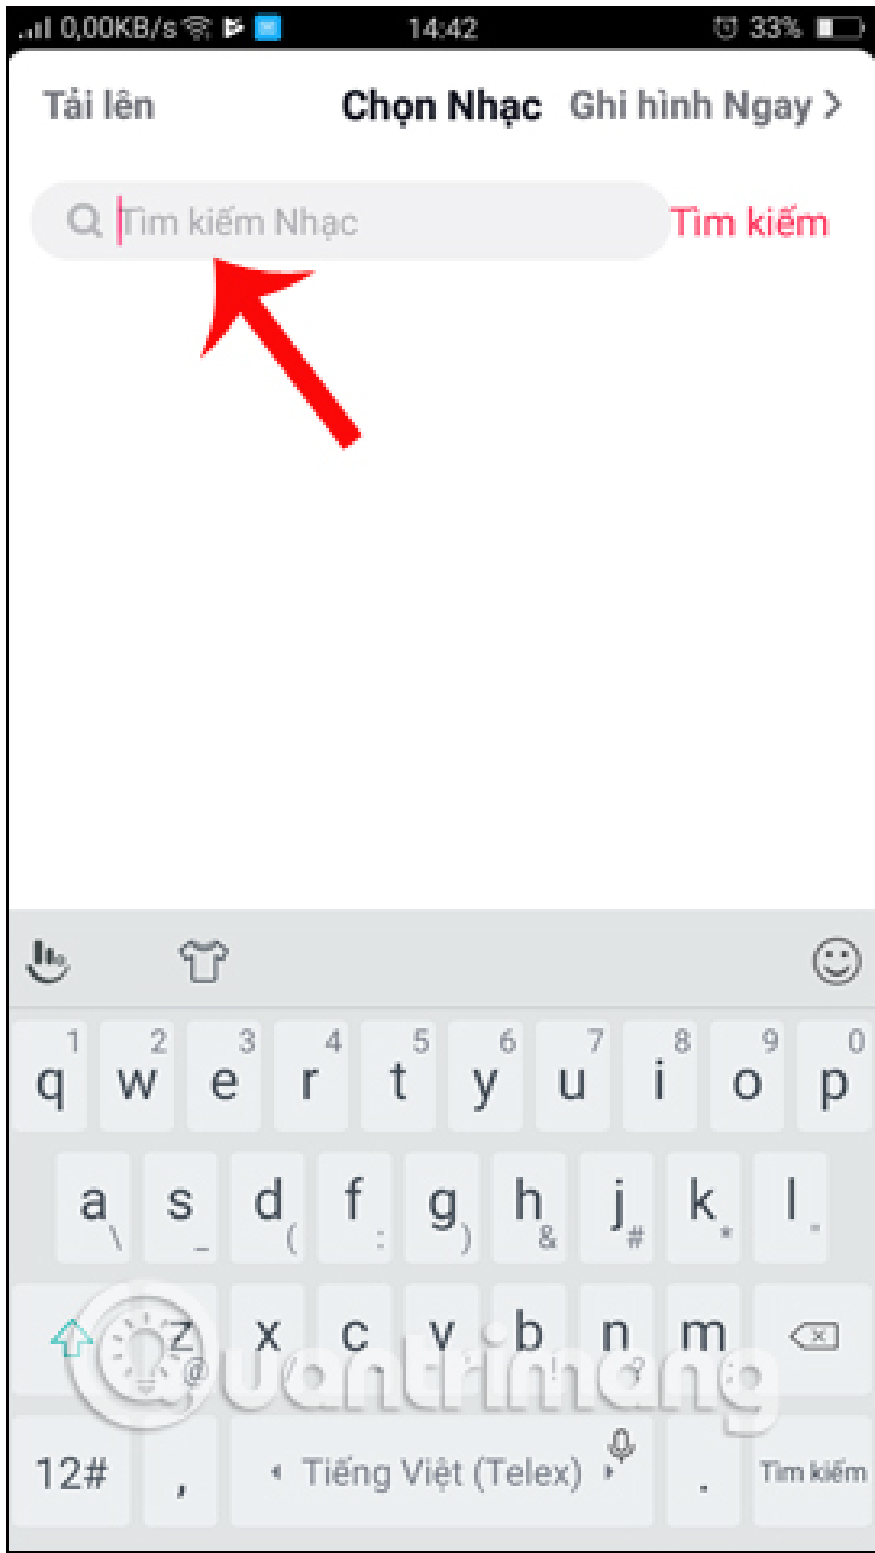 0,00KB/s 14:42 33%
Tải lên Chọn Nhạc Ghi hình Ngay >
Tìm kiếm Nhạc Tìm kiếm
1 2 3 4 5 6 7 8 9 0
q w e r t y u i o p
a s d f g h j k l
\ _ ( : ) & # * "
z x c v b n m
@ / ! ? ;
Quantrimang
12# , Tiếng Việt (Telex) . Tìm kiếm